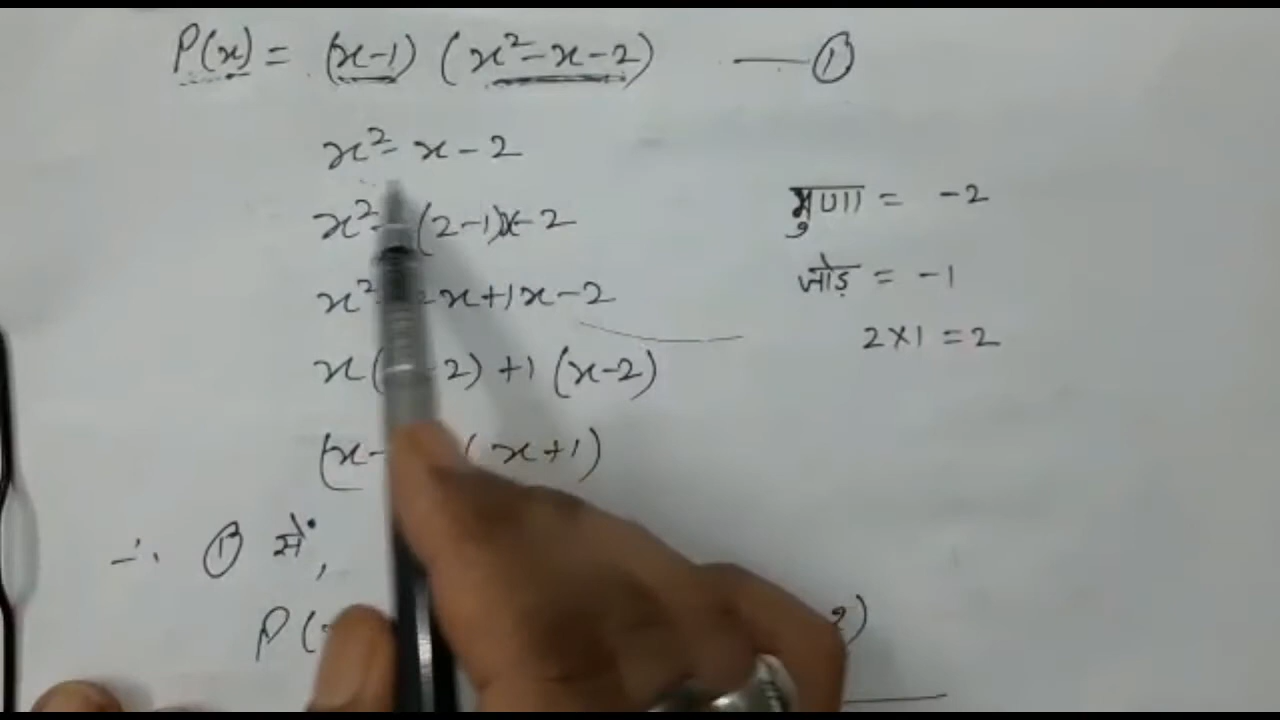 P(x) = (x-1) (x²-x-2) — ①
x² - x - 2
x² - (2-1)x - 2
गुणा = -2
x² x+1x-2
जोड़ = -1
2×1 = 2
x( 2) +1 (x-2)
(x- (x+1)
∴ ① से,
P( )